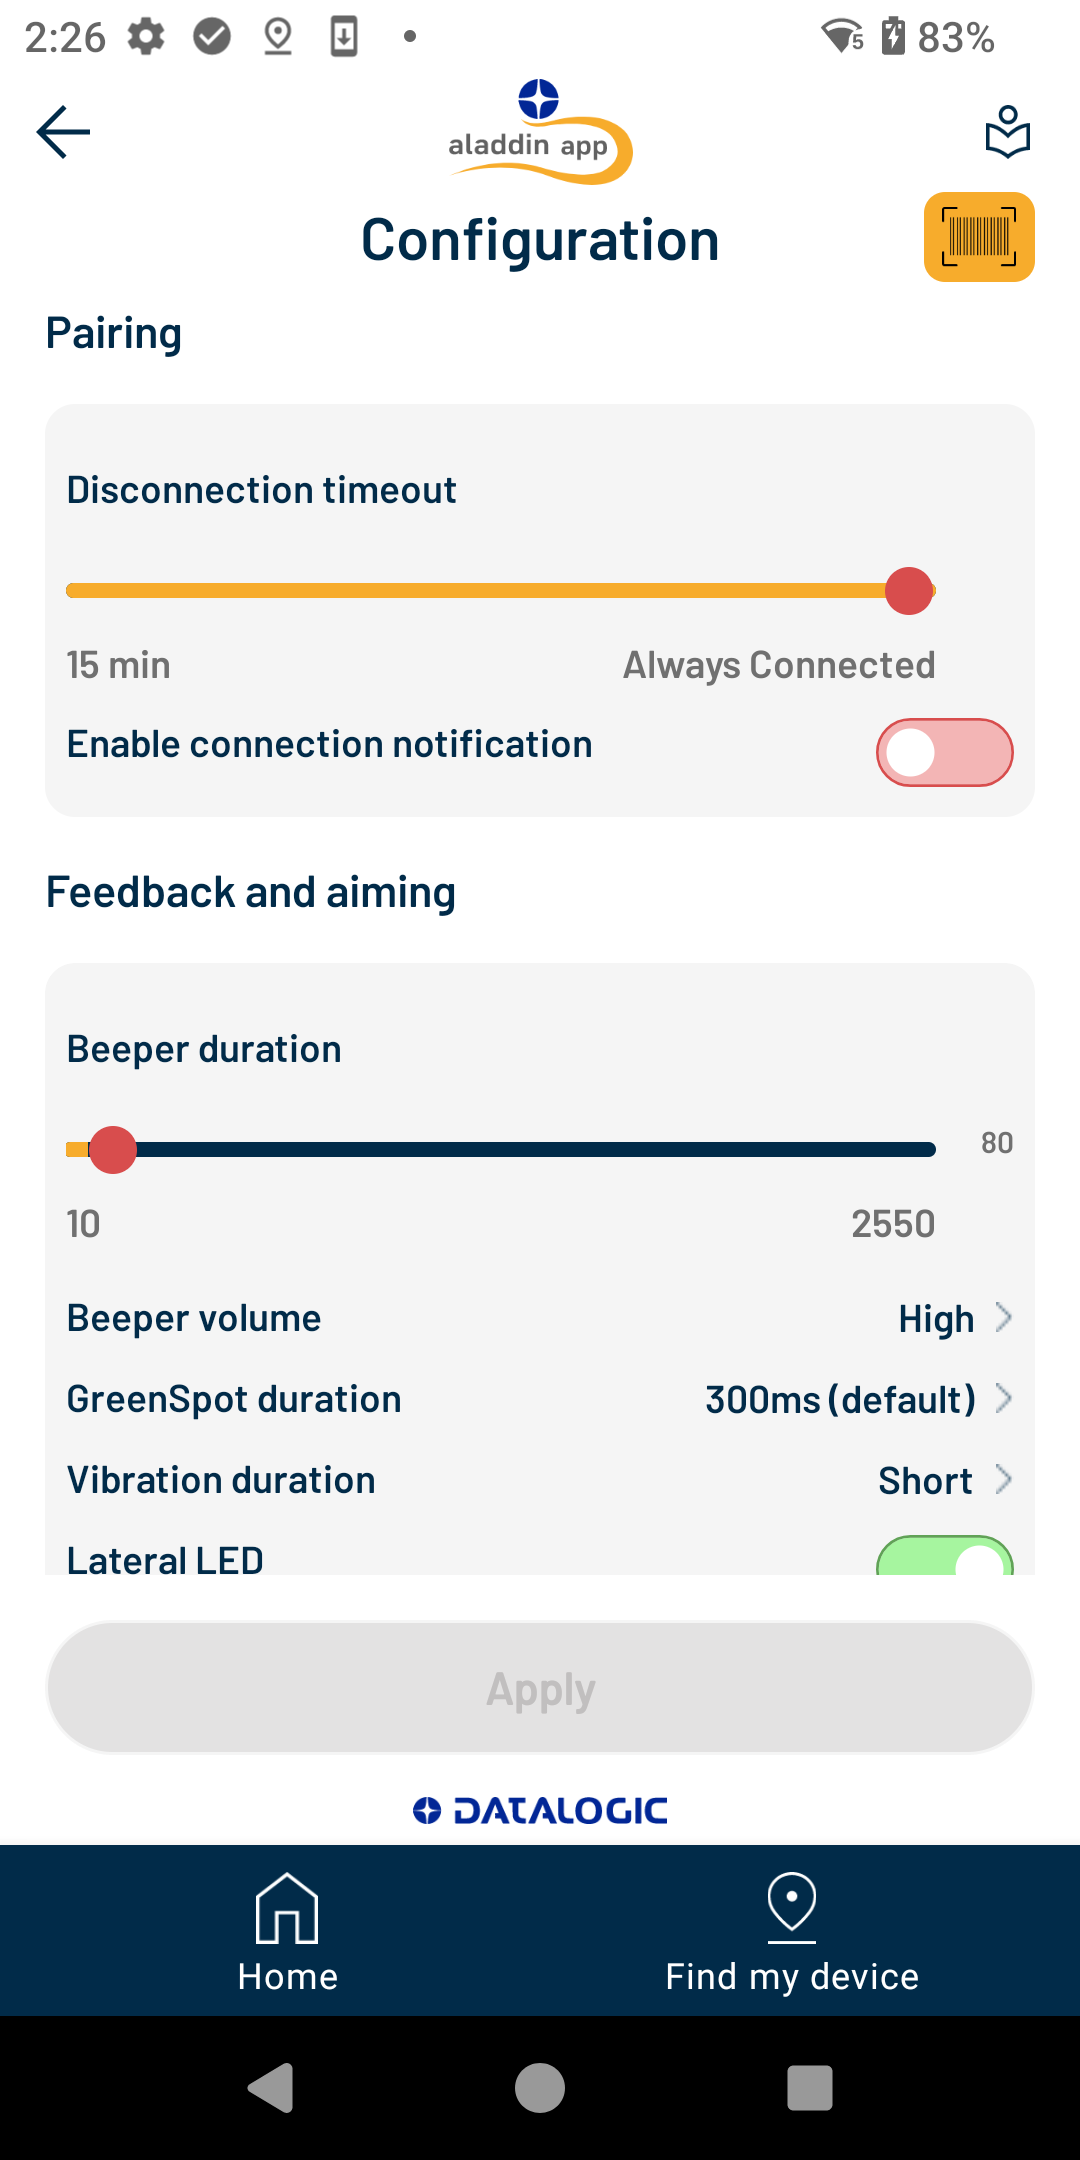 2:26
5
83%
aladdin app
Configuration
Pairing
Disconnection timeout
15 min
Always Connected
Enable connection notification
Feedback and aiming
Beeper duration
80
10
2550
Beeper volume
High
GreenSpot duration
300ms (default)
Vibration duration
Short
Lateral LED
Apply
DATALOGIC
Home
Find my device